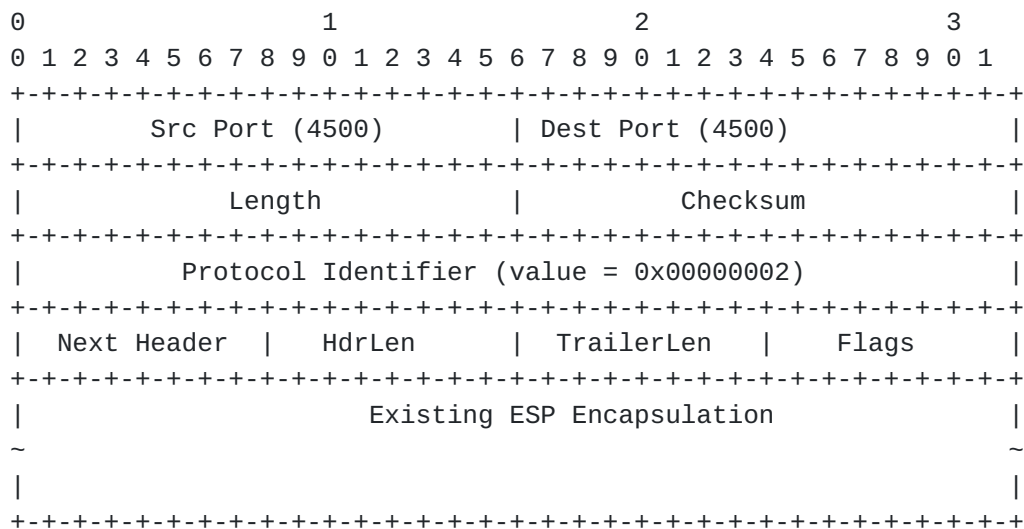 0                   1                   2                   3
0 1 2 3 4 5 6 7 8 9 0 1 2 3 4 5 6 7 8 9 0 1 2 3 4 5 6 7 8 9 0 1
+-+-+-+-+-+-+-+-+-+-+-+-+-+-+-+-+-+-+-+-+-+-+-+-+-+-+-+-+-+-+-+-+
|        Src Port (4500)        | Dest Port (4500)              |
+-+-+-+-+-+-+-+-+-+-+-+-+-+-+-+-+-+-+-+-+-+-+-+-+-+-+-+-+-+-+-+-+
|             Length            |          Checksum             |
+-+-+-+-+-+-+-+-+-+-+-+-+-+-+-+-+-+-+-+-+-+-+-+-+-+-+-+-+-+-+-+-+
|          Protocol Identifier (value = 0x00000002)             |
+-+-+-+-+-+-+-+-+-+-+-+-+-+-+-+-+-+-+-+-+-+-+-+-+-+-+-+-+-+-+-+-+
|  Next Header  |   HdrLen      |  TrailerLen   |    Flags      |
+-+-+-+-+-+-+-+-+-+-+-+-+-+-+-+-+-+-+-+-+-+-+-+-+-+-+-+-+-+-+-+-+
|                      Existing ESP Encapsulation               |
~                                                               ~
|                                                               |
+-+-+-+-+-+-+-+-+-+-+-+-+-+-+-+-+-+-+-+-+-+-+-+-+-+-+-+-+-+-+-+-+